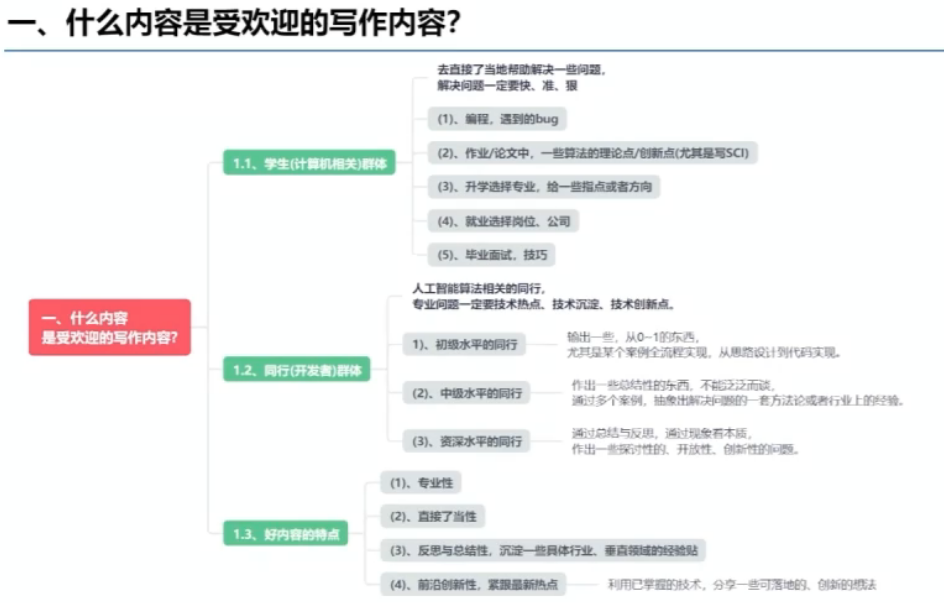 一、什么内容是受欢迎的写作内容？
去直接了当地帮助解决一些问题，
解决问题一定要快、准、狠
(1)、编程，遇到的bug
1.1、学生(计算机相关)群体
(2)、作业/论文中，一些算法的理论点/创新点(尤其是写SCI)
(3)、升学选择专业，给一些指点或者方向
(4)、就业选择岗位、公司
(5)、毕业面试，技巧
一、什么内容
是受欢迎的写作内容？
人工智能算法相关的同行，
专业问题一定要技术热点、技术沉淀、技术创新点。
1)、初级水平的同行
输出一些，从0—1的东西，
尤其是某个案例全流程实现，从思路设计到代码实现。
1.2、同行(开发者)群体
(2)、中级水平的同行
作出一些总结性的东西，不能泛泛而谈，
通过多个案例，抽象出解决问题的一套方法论或者行业上的经验。
(3)、资深水平的同行
通过总结与反思，通过现象看本质，
作出一些探讨性的、开放性、创新性的问题。
1.3、好内容的特点
(1)、专业性
(2)、直接了当性
(3)、反思与总结性，沉淀一些具体行业、垂直领域的经验贴
(4)、前沿创新性，紧跟最新热点
利用已掌握的技术，分享一些可落地的、创新的想法